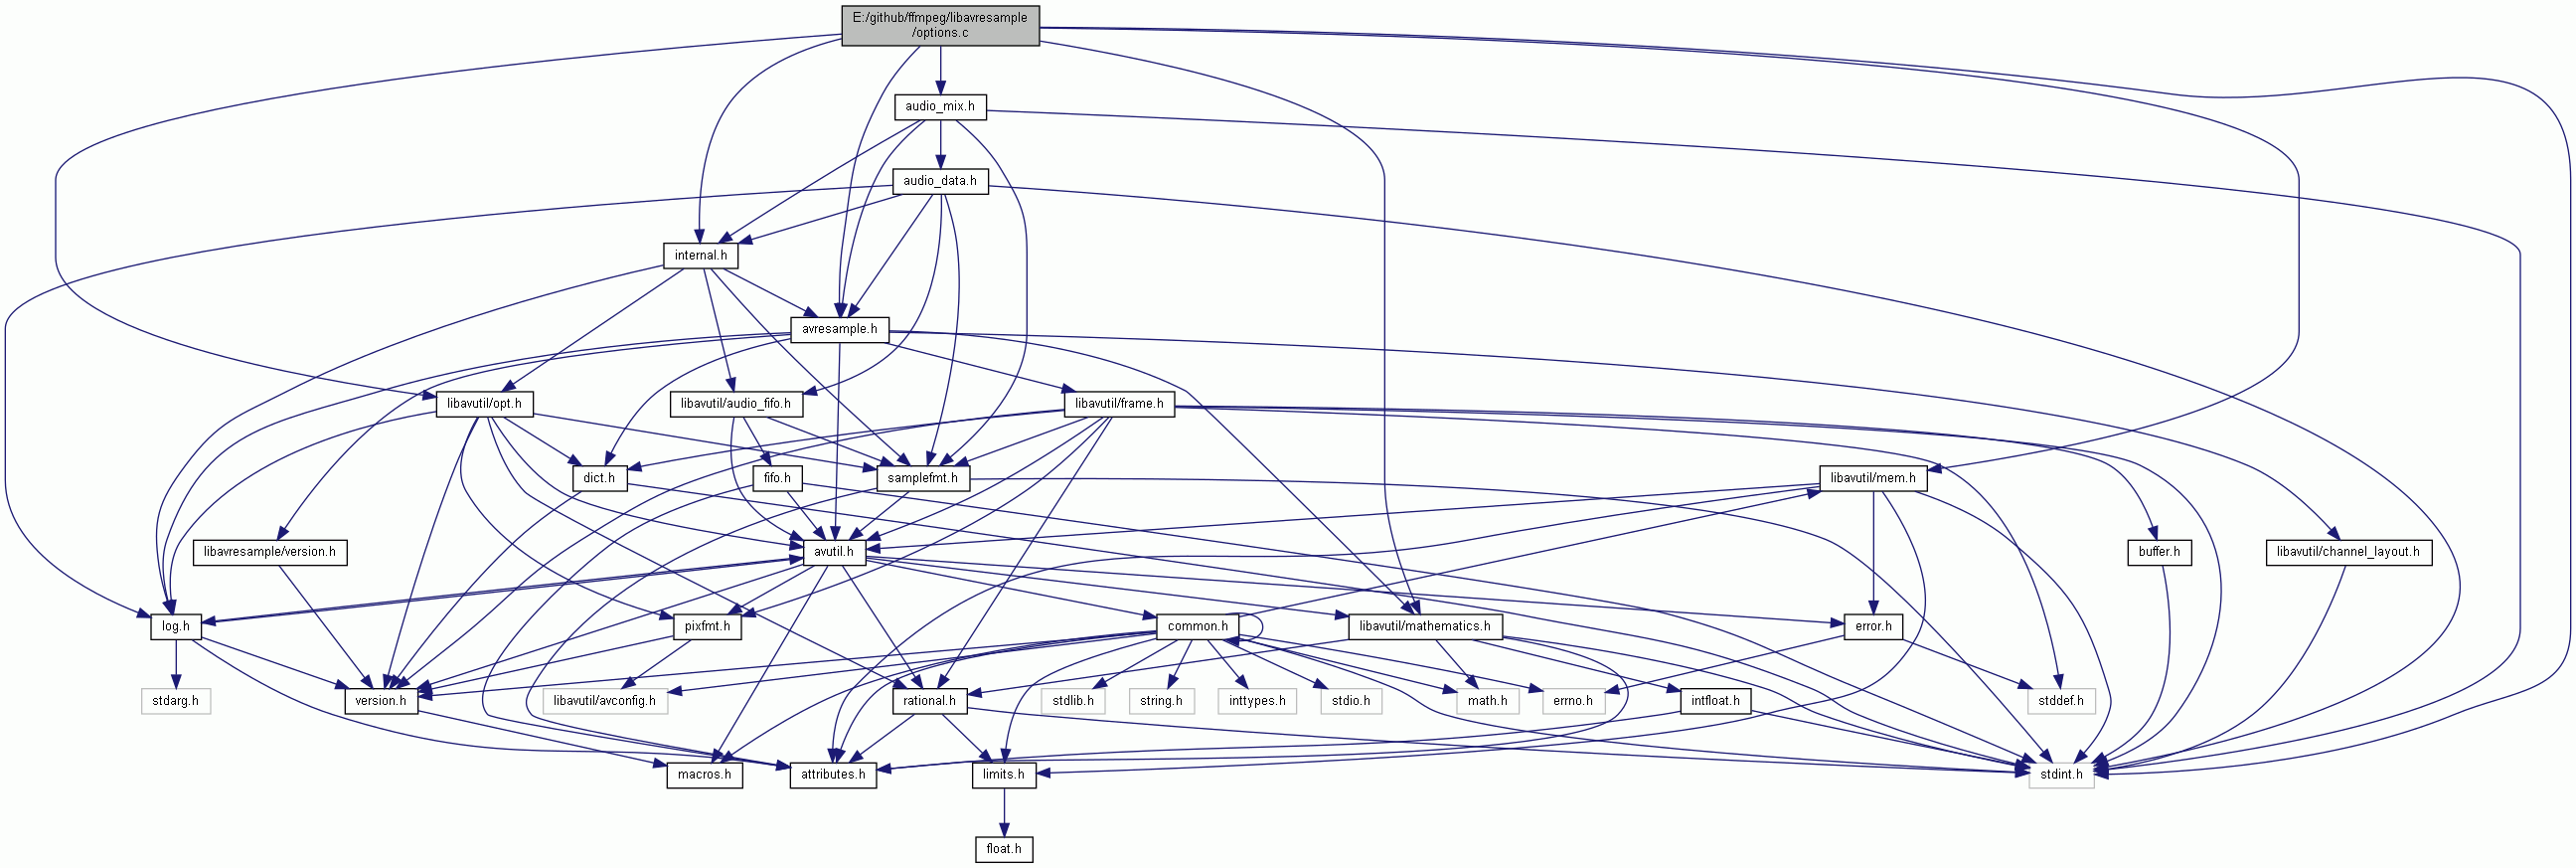 E:/github/ffmpeg/libavresample
/options.c
audio_mix.h
audio_data.h
internal.h
avresample.h
libavutil/opt.h
libavutil/audio_fifo.h
libavutil/frame.h
dict.h
fifo.h
samplefmt.h
libavutil/mem.h
libavresample/version.h
avutil.h
buffer.h
libavutil/channel_layout.h
log.h
pixfmt.h
common.h
libavutil/mathematics.h
error.h
stdarg.h
version.h
libavutil/avconfig.h
rational.h
stdlib.h
string.h
inttypes.h
stdio.h
math.h
errno.h
intfloat.h
stddef.h
macros.h
attributes.h
limits.h
stdint.h
float.h